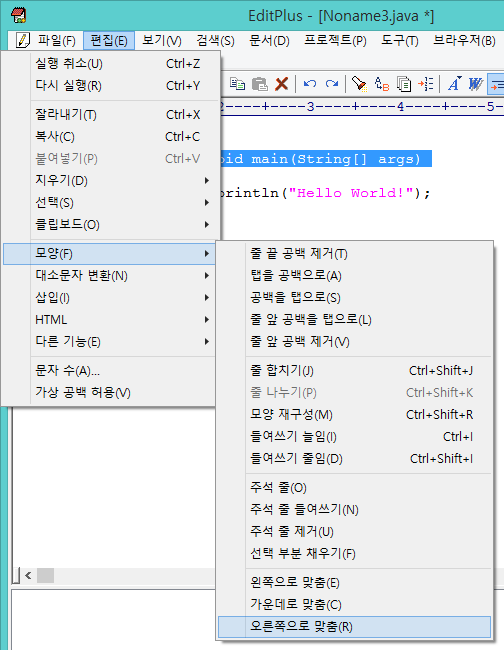 EditPlus - [Noname3.java *]
파일(F) 편집(E) 보기(V) 검색(S) 문서(D) 프로젝트(P) 도구(T) 브라우저(B)
실행 취소(U) Ctrl+Z
다시 실행(R) Ctrl+Y
잘라내기(T) Ctrl+X
복사(C) Ctrl+C
붙여넣기(P) Ctrl+V
지우기(D)
선택(S)
클립보드(O)
모양(F)
대소문자 변환(N)
삽입(I)
HTML
다른 기능(E)
문자 수(A)...
가상 공백 허용(V)
2----+----3----+----4----+----5-
oid main(String[] args)
rintln("Hello World!");
줄 끝 공백 제거(T)
탭을 공백으로(A)
공백을 탭으로(S)
줄 앞 공백을 탭으로(L)
줄 앞 공백 제거(V)
줄 합치기(J) Ctrl+Shift+J
줄 나누기(P) Ctrl+Shift+K
모양 재구성(M) Ctrl+Shift+R
들여쓰기 늘임(I) Ctrl+I
들여쓰기 줄임(D) Ctrl+Shift+I
주석 줄(O)
주석 줄 들여쓰기(N)
주석 줄 제거(U)
선택 부분 채우기(F)
왼쪽으로 맞춤(E)
가운데로 맞춤(C)
오른쪽으로 맞춤(R)